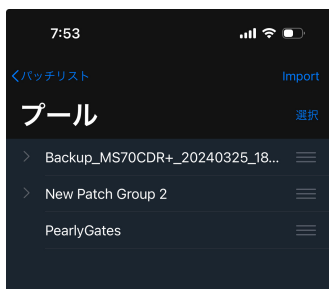 7:53
パッチリスト
Import
プール
選択
Backup_MS70CDR+_20240325_18...
New Patch Group 2
PearlyGates